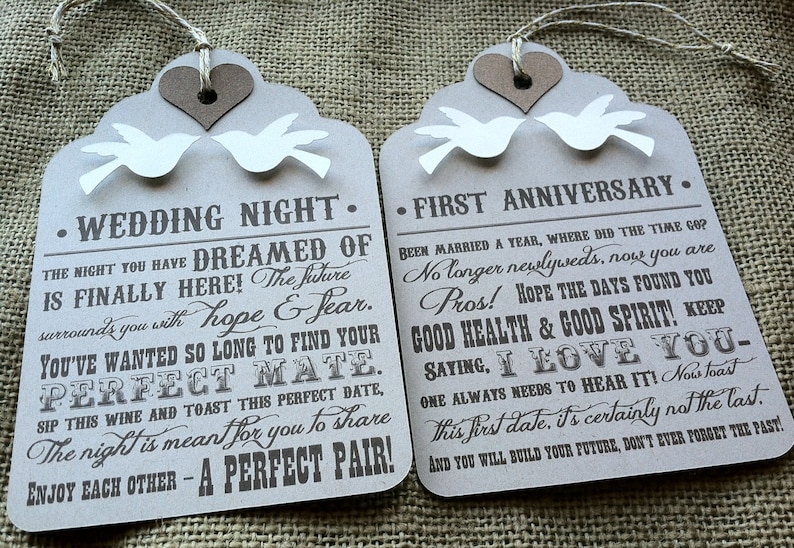 • WEDDING NIGHT •
THE NIGHT YOU HAVE DREAMED OF
IS FINALLY HERE! The future
surrounds you with hope & fear.
YOU'VE WANTED SO LONG TO FIND YOUR
PERFECT MATE.
SIP THIS WINE AND TOAST THIS PERFECT DATE,
The night is meant for you to share
ENJOY EACH OTHER – A PERFECT PAIR!
• FIRST ANNIVERSARY •
BEEN MARRIED A YEAR, WHERE DID THE TIME GO?
No longer newlyweds, now you are
Pros! HOPE THE DAYS FOUND YOU
GOOD HEALTH & GOOD SPIRIT! KEEP
SAYING, I LOVE YOU–
ONE ALWAYS NEEDS TO HEAR IT! Now toast
this first date, it's certainly not the last,
AND YOU WILL BUILD YOUR FUTURE, DON'T EVER FORGET THE PAST!